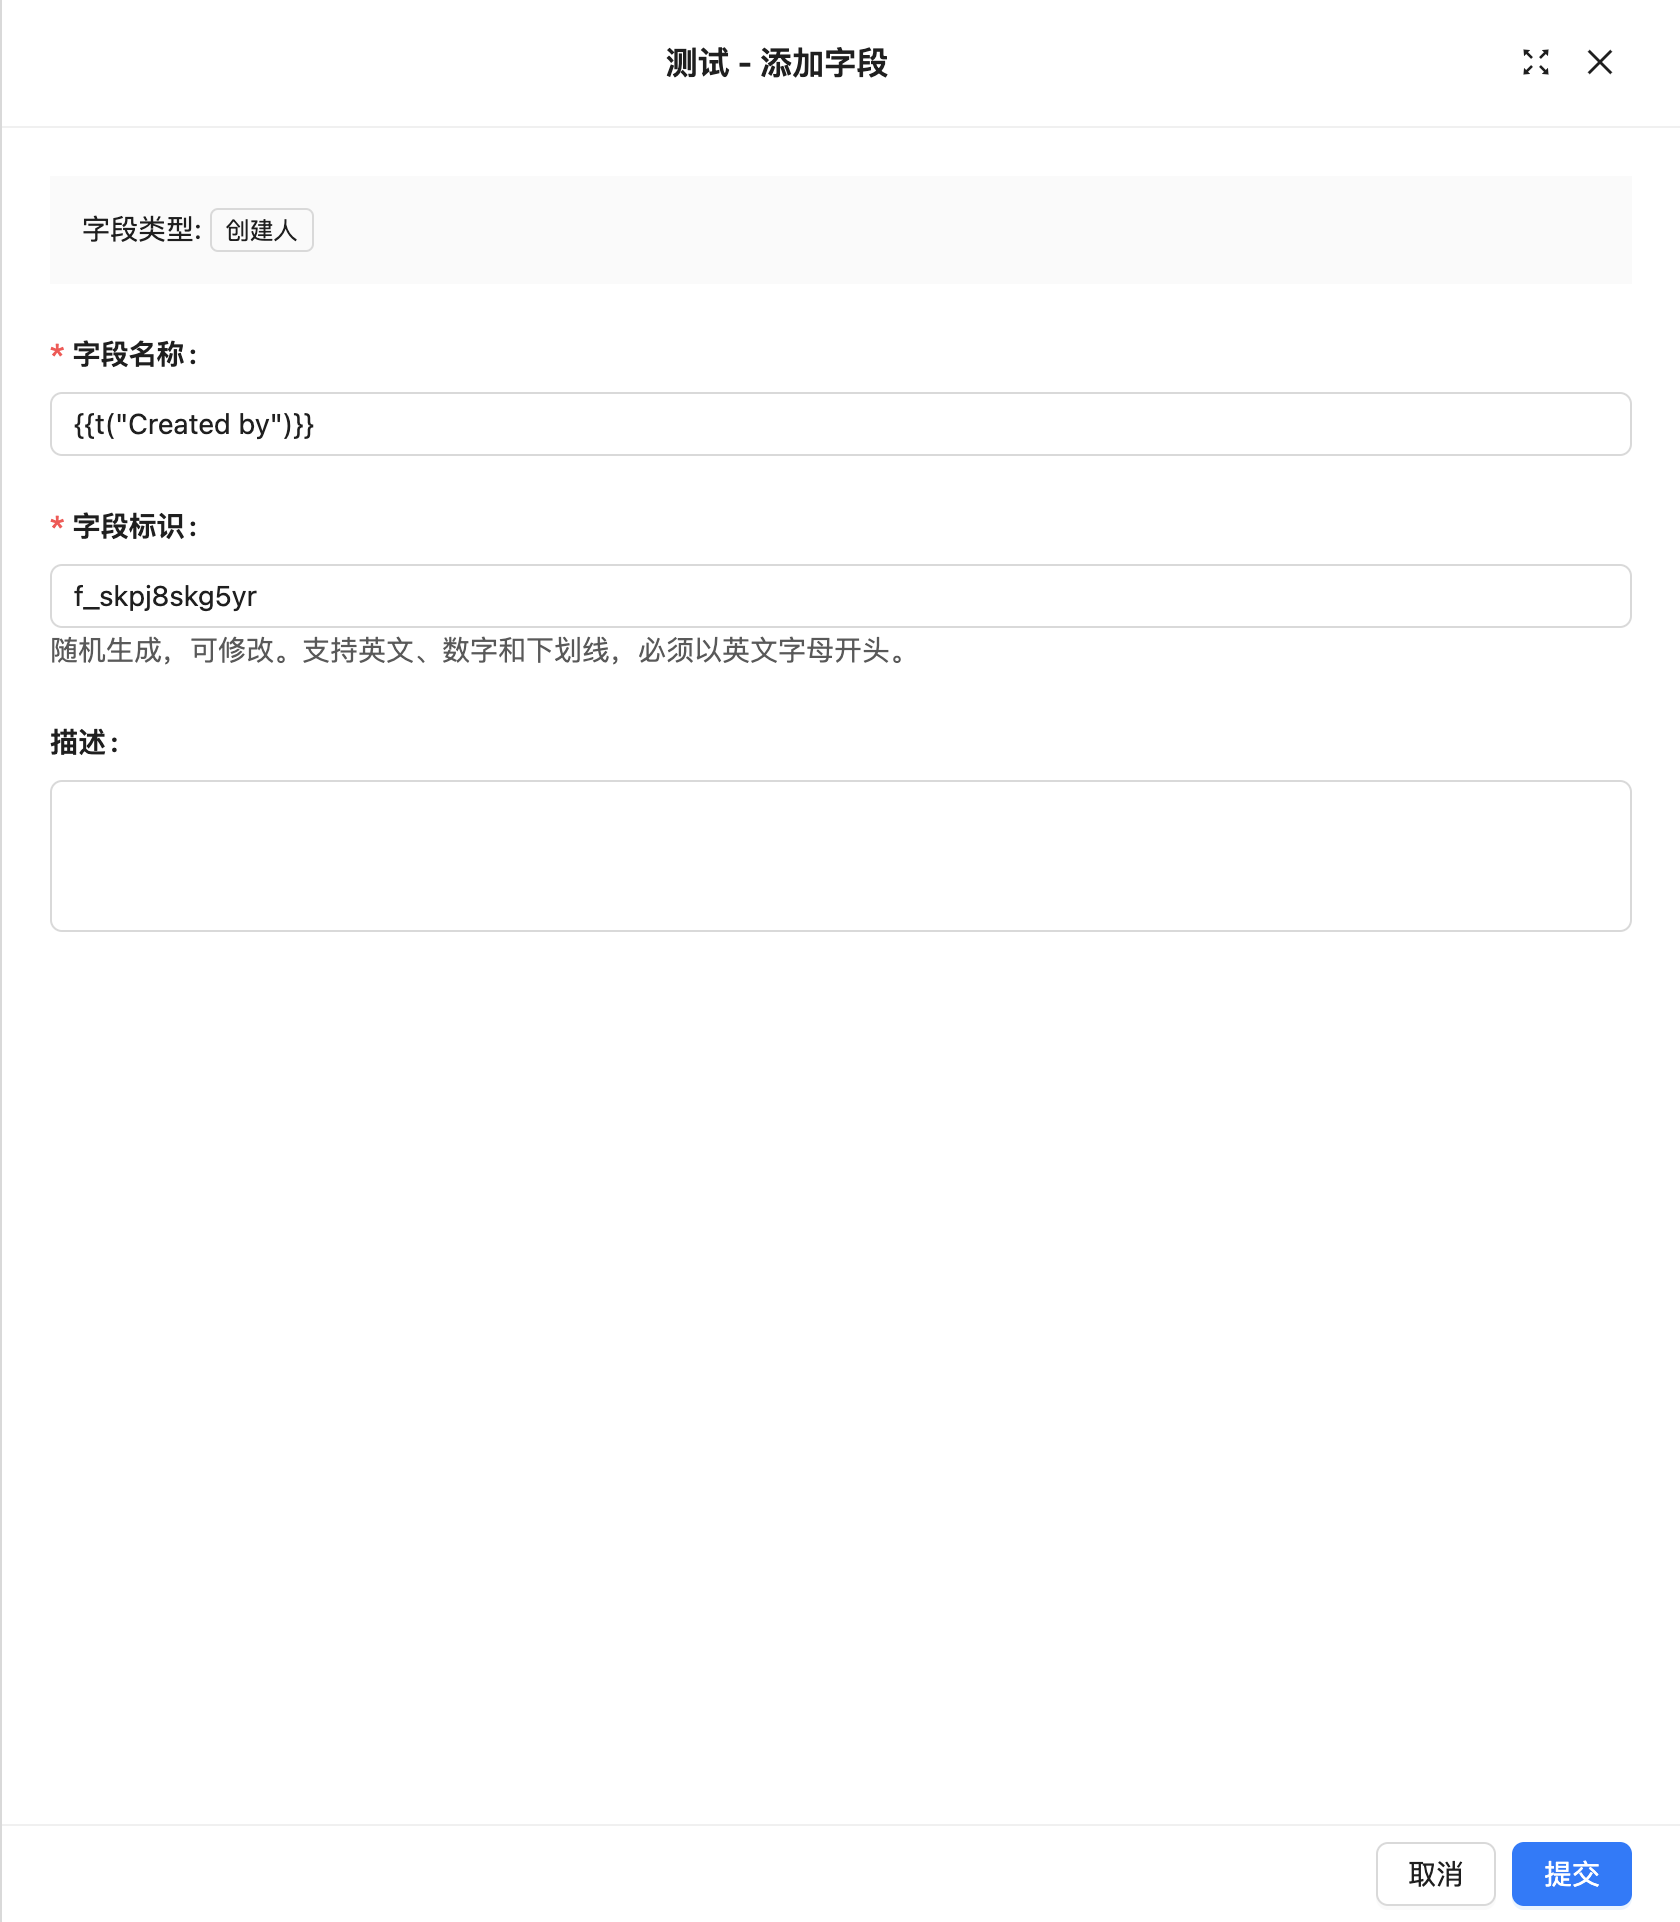 测试 - 添加字段
字段类型: 创建人
* 字段名称：
{{t("Created by")}}
* 字段标识：
f_skpj8skg5yr
随机生成，可修改。支持英文、数字和下划线，必须以英文字母开头。
描述：
取消 提交